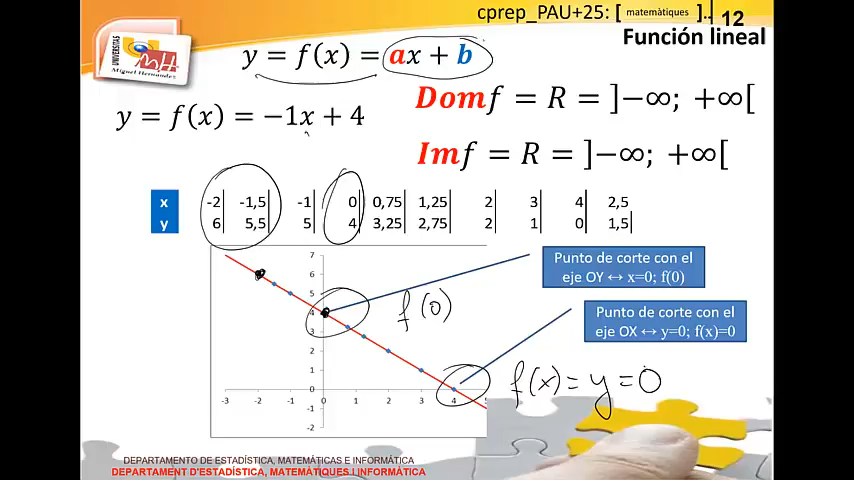 cprep_PAU+25: [ matemàtiques ].. 12
Función lineal
UNIVERSITAS
Miguel Hernández
y = f(x) = ax + b
y = f(x) = −1x + 4
Domf = R = ]−∞; +∞[
Imf = R = ]−∞; +∞[
x -2 -1,5 -1 0 0,75 1,25 2 3 4 2,5
y 6 5,5 5 4 3,25 2,75 2 1 0 1,5
7
6
5
4
3
2
1
0
-1
-2
-3 -2 -1 0 1 2 3 4 5
Punto de corte con el
eje OY ↔ x=0; f(0)
f(0)
Punto de corte con el
eje OX ↔ y=0; f(x)=0
f(x) = y = 0
DEPARTAMENTO DE ESTADÍSTICA, MATEMÁTICAS E INFORMÁTICA
DEPARTAMENT D'ESTADÍSTICA, MATEMÀTIQUES I INFORMÀTICA